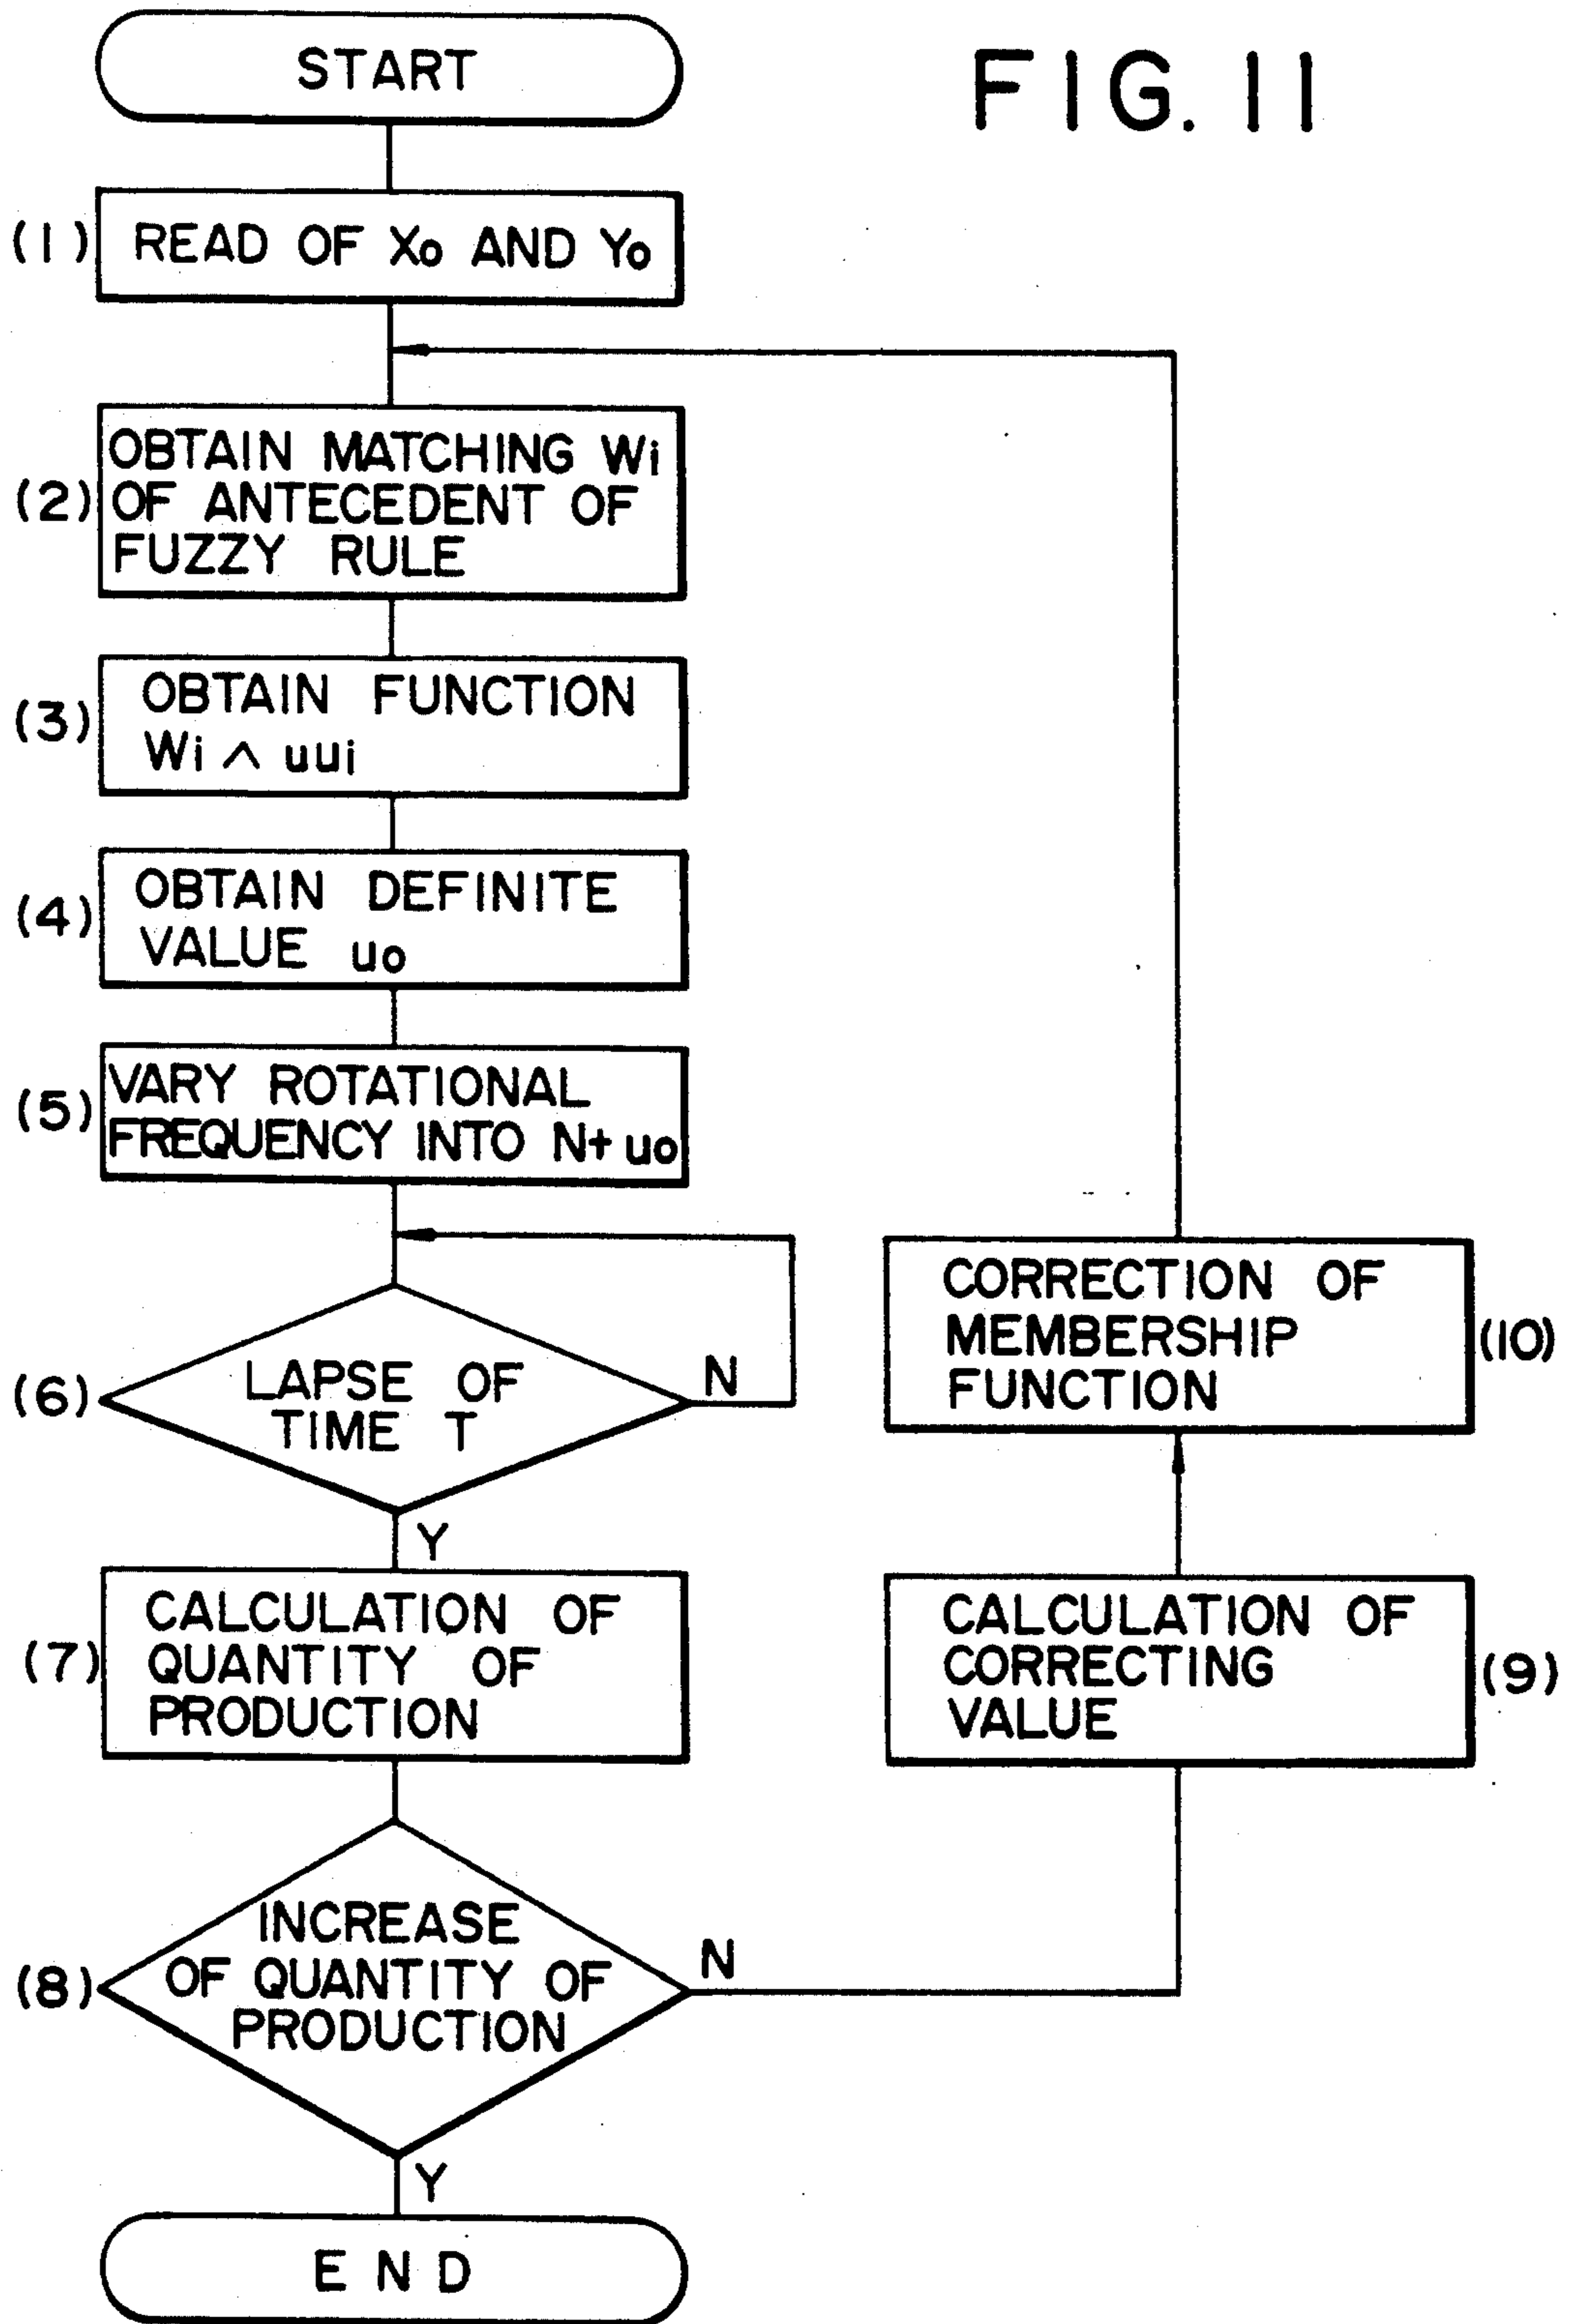 START
FIG. 11
(1) READ OF Xo AND Yo
OBTAIN MATCHING Wi
(2) OF ANTECEDENT OF
FUZZY RULE
OBTAIN FUNCTION
(3)
Wi ∧ uui
OBTAIN DEFINITE
(4)
VALUE uo
VARY ROTATIONAL
(5)
FREQUENCY INTO N+uo
LAPSE OF
(6)
TIME T
N
Y
CALCULATION OF
(7) QUANTITY OF
PRODUCTION
INCREASE
(8) OF QUANTITY OF
PRODUCTION
N
Y
END
CORRECTION OF
MEMBERSHIP (10)
FUNCTION
CALCULATION OF
CORRECTING (9)
VALUE